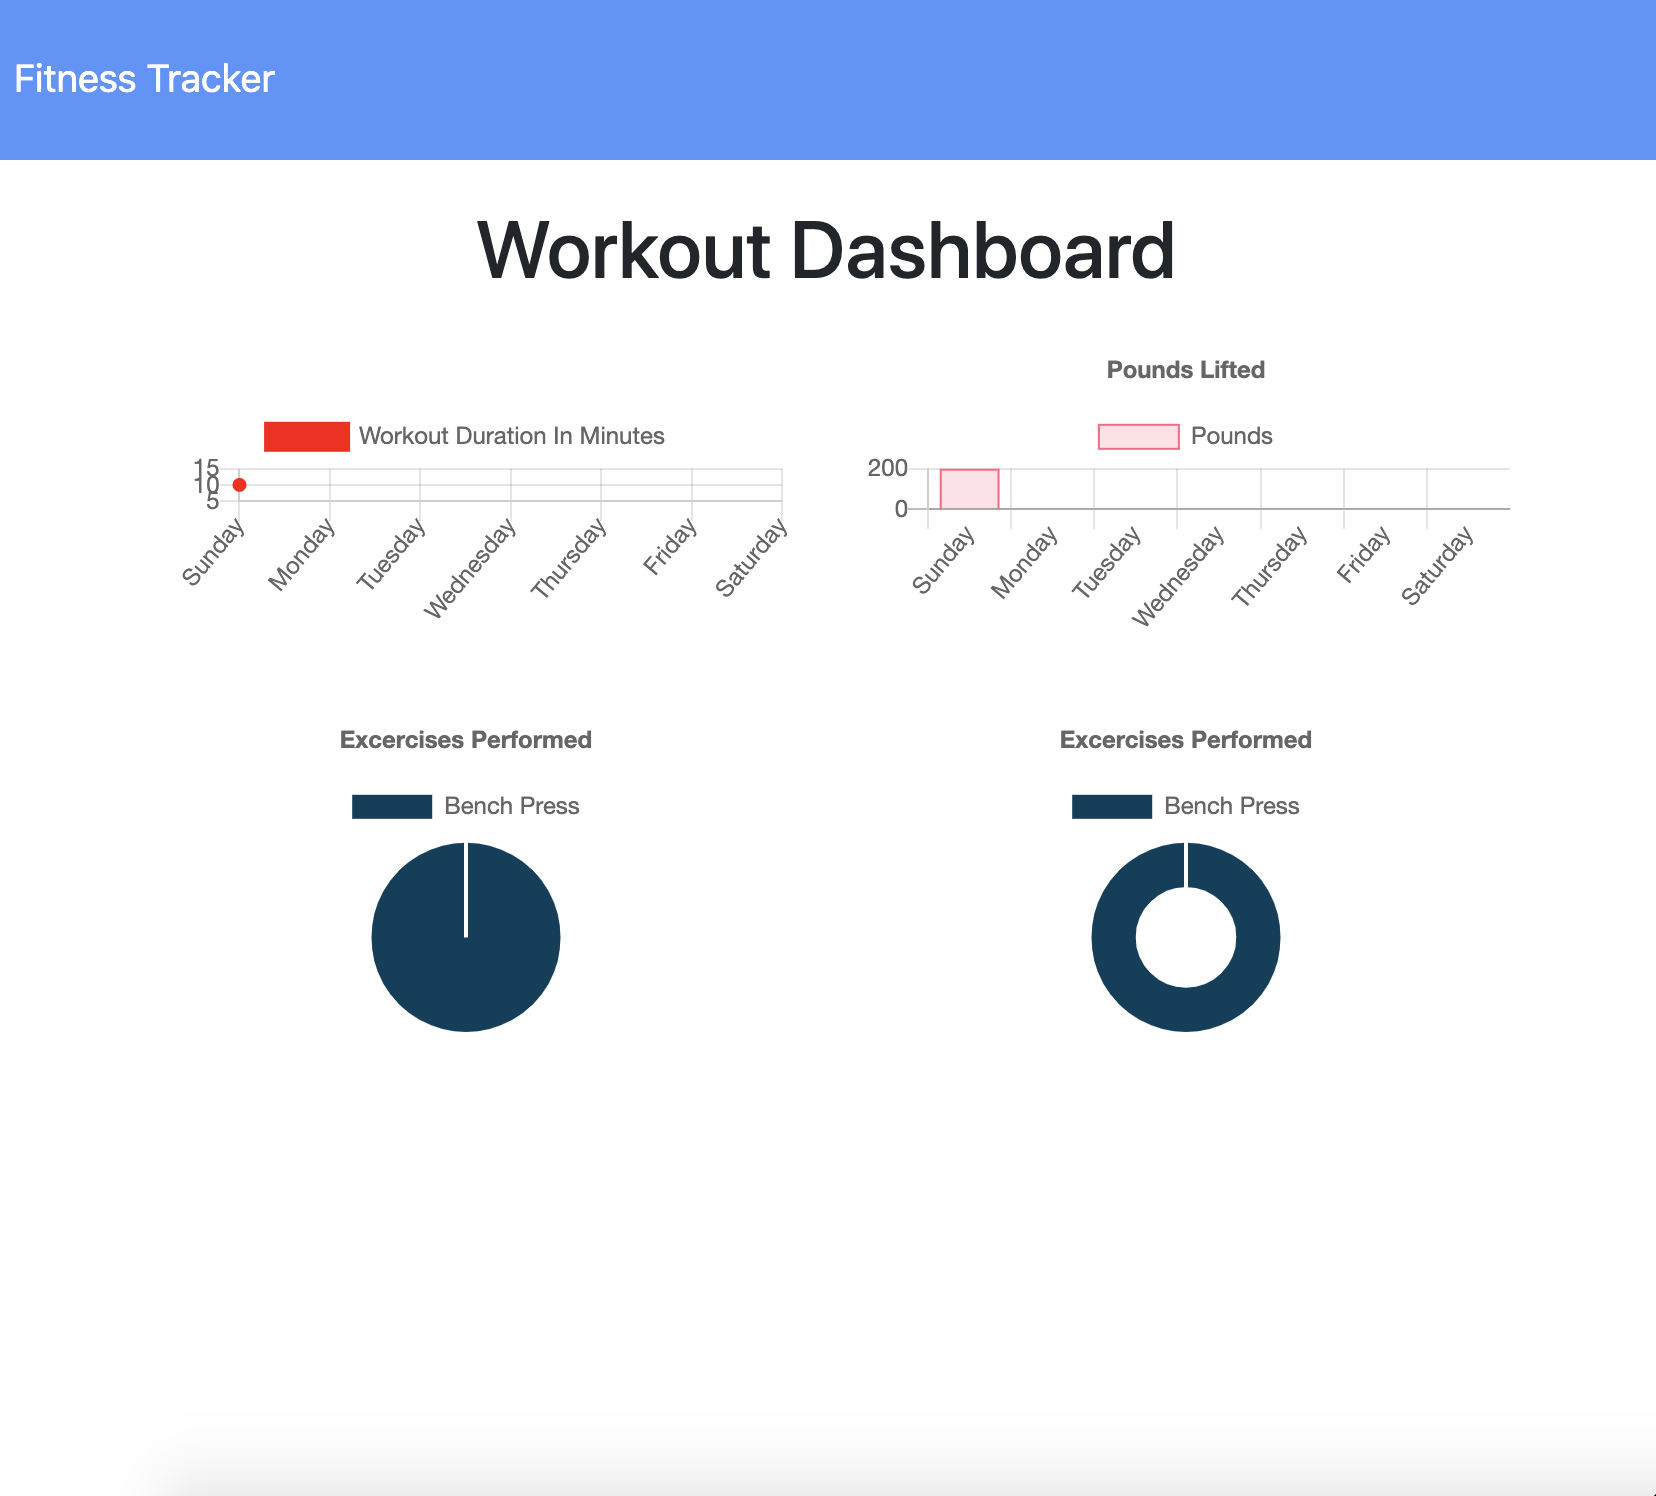 Fitness Tracker
Workout Dashboard
Workout Duration In Minutes
15
10
5
Sunday
Monday
Tuesday
Wednesday
Thursday
Friday
Saturday
Pounds Lifted
Pounds
200
0
Sunday
Monday
Tuesday
Wednesday
Thursday
Friday
Saturday
Excercises Performed
Bench Press
Excercises Performed
Bench Press